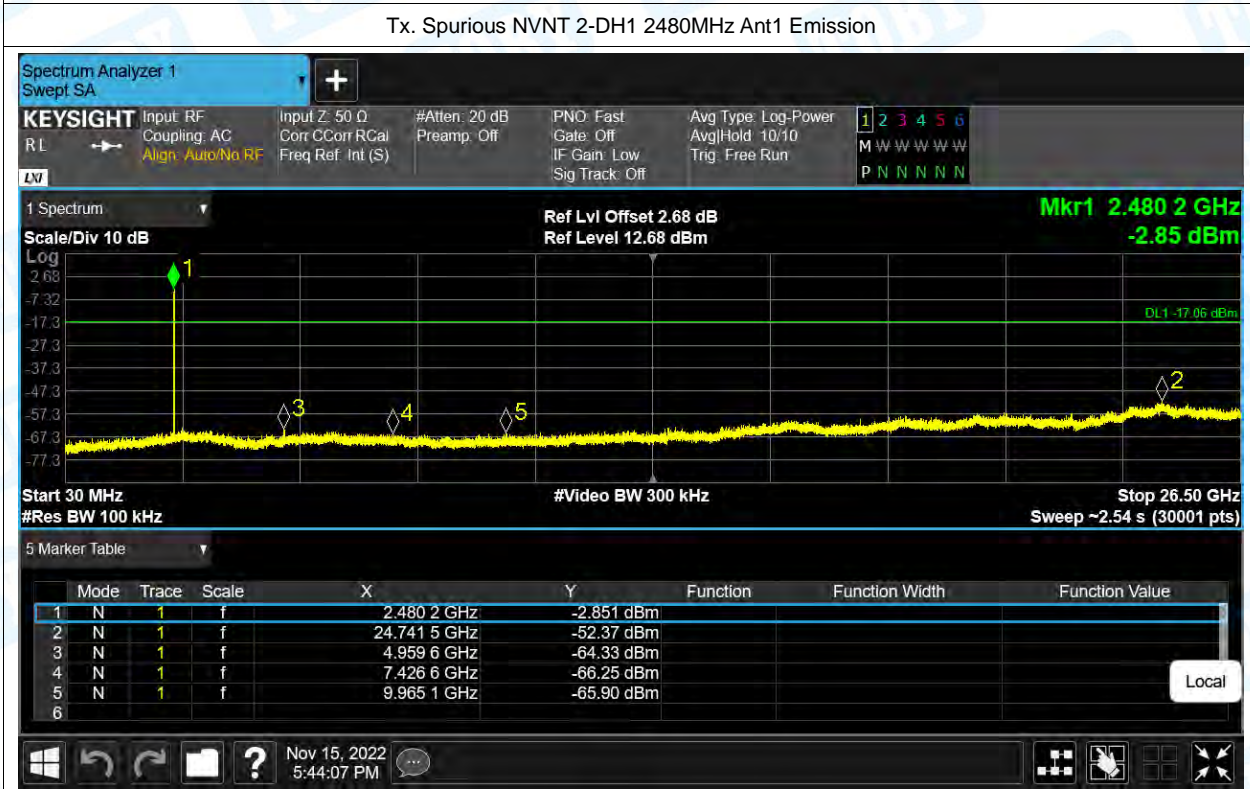 Tx. Spurious NVNT 2-DH1 2480MHz Ant1 Emission
Spectrum Analyzer 1
Swept SA
+
KEYSIGHT Input: RF Input Z: 50 Ω #Atten: 20 dB PNO: Fast Avg Type: Log-Power 1 2 3 4 5 6
RL Coupling: AC Corr CCorr RCal Preamp: Off Gate: Off Avg|Hold: 10/10 M W W W W W
Align: Auto/No RF Freq Ref: Int (S) IF Gain: Low Trig: Free Run P N N N N N
LXI Sig Track: Off
1 Spectrum
Scale/Div 10 dB
Ref Lvl Offset 2.68 dB
Ref Level 12.68 dBm
Mkr1 2.480 2 GHz
-2.85 dBm
Log
2.68
-7.32
-17.3
-27.3
-37.3
-47.3
-57.3
-67.3
-77.3
1
DL1 -17.06 dBm
2
3
4
5
Start 30 MHz #Video BW 300 kHz Stop 26.50 GHz
#Res BW 100 kHz Sweep ~2.54 s (30001 pts)
5 Marker Table
Mode Trace Scale X Y Function Function Width Function Value
1 N 1 f 2.480 2 GHz -2.851 dBm
2 N 1 f 24.741 5 GHz -52.37 dBm
3 N 1 f 4.959 6 GHz -64.33 dBm
4 N 1 f 7.426 6 GHz -66.25 dBm
5 N 1 f 9.965 1 GHz -65.90 dBm
6
Local
? Nov 15, 2022
5:44:07 PM